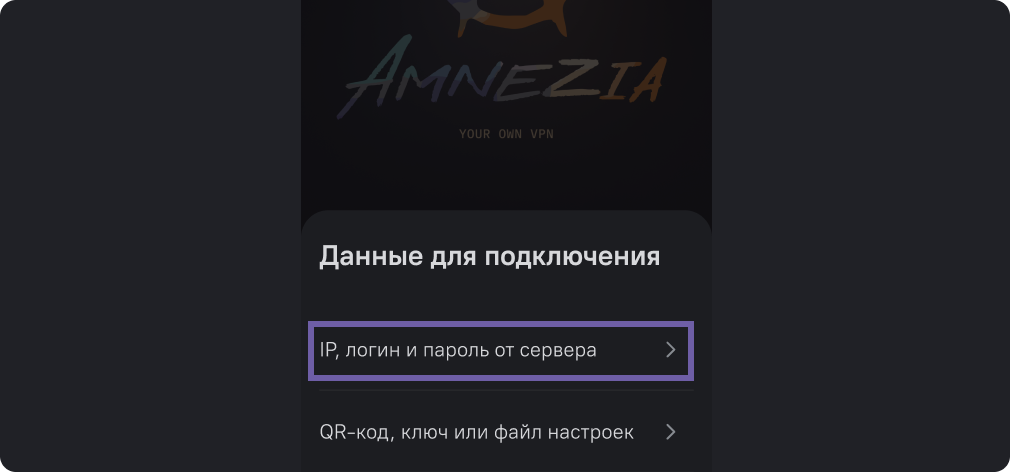 AMNEZIA
YOUR OWN VPN
Данные для подключения
IP, логин и пароль от сервера
QR-код, ключ или файл настроек